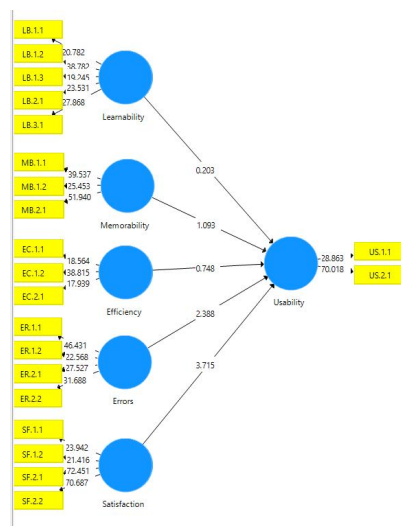 LB.1.1
LB.1.2
LB.1.3
LB.2.1
LB.3.1
20.782
38.782
19.245
23.531
27.868
Learnability
0.203
MB.1.1
MB.1.2
MB.2.1
39.537
25.453
51.940
Memorability
1.093
EC.1.1
EC.1.2
EC.2.1
18.564
38.815
17.939
Efficiency
0.748
ER.1.1
ER.1.2
ER.2.1
ER.2.2
46.431
22.568
27.527
31.688
Errors
2.388
SF.1.1
SF.1.2
SF.2.1
SF.2.2
23.942
21.416
72.451
70.687
Satisfaction
3.715
Usability
28.863
70.018
US.1.1
US.2.1